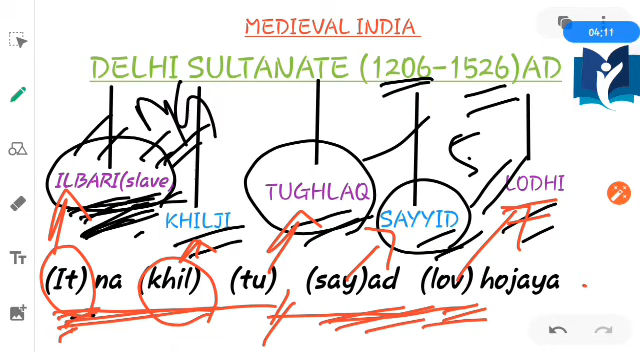 MEDIEVAL INDIA
04:11
DELHI SULTANATE (1206-1526)AD
ILBARI(slave)
KHILJI
TUGHLAQ
SAYYID
LODHI
(It) na (khil) (tu) (say)ad (lov) hojaya .
Tт